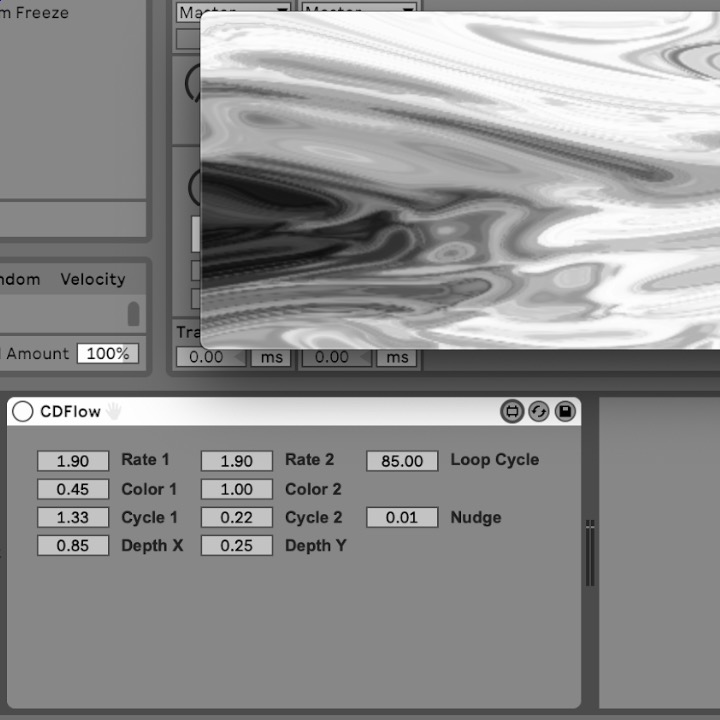 m Freeze
Master Master
ndom Velocity
Amount 100%
Tra
0.00 ms 0.00 ms
CDFlow
1.90 Rate 1 1.90 Rate 2 85.00 Loop Cycle
0.45 Color 1 1.00 Color 2
1.33 Cycle 1 0.22 Cycle 2 0.01 Nudge
0.85 Depth X 0.25 Depth Y